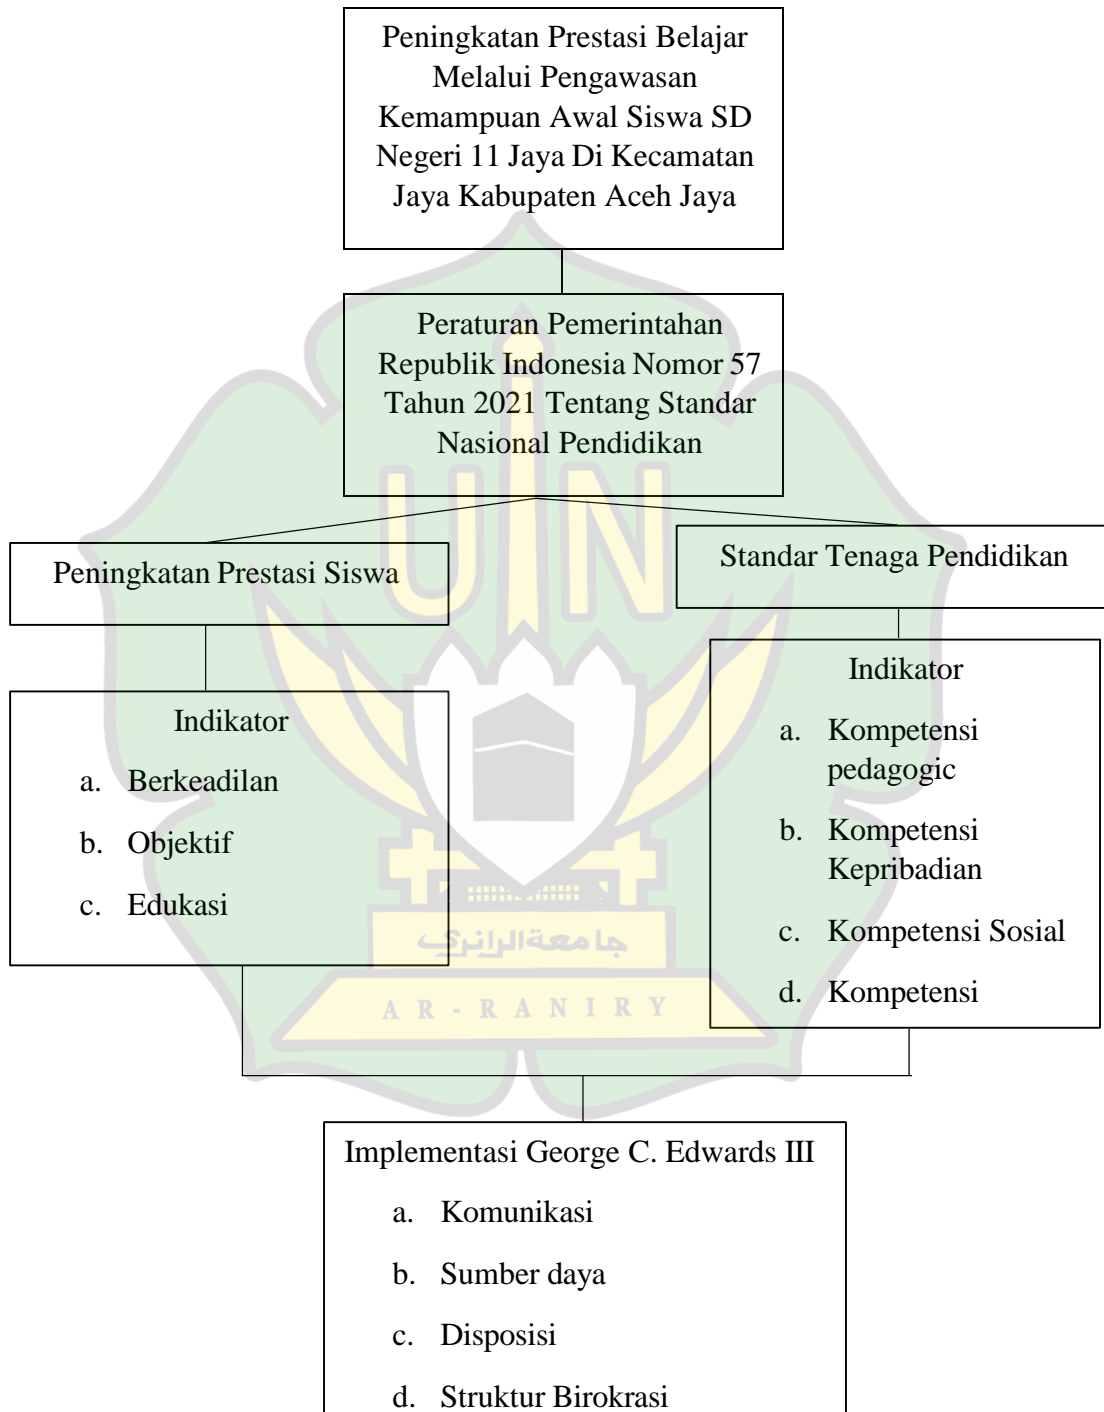 Peningkatan Prestasi Belajar
Melalui Pengawasan
Kemampuan Awal Siswa SD
Negeri 11 Jaya Di Kecamatan
Jaya Kabupaten Aceh Jaya
Peraturan Pemerintahan
Republik Indonesia Nomor 57
Tahun 2021 Tentang Standar
Nasional Pendidikan
UIN
Peningkatan Prestasi Siswa
Standar Tenaga Pendidikan
Indikator
a. Berkeadilan
b. Objektif
c. Edukasi
Indikator
a. Kompetensi
pedagogic
b. Kompetensi
Kepribadian
c. Kompetensi Sosial
d. Kompetensi
جامعة الرانري
AR-RANIRY
Implementasi George C. Edwards III
a. Komunikasi
b. Sumber daya
c. Disposisi
d. Struktur Birokrasi